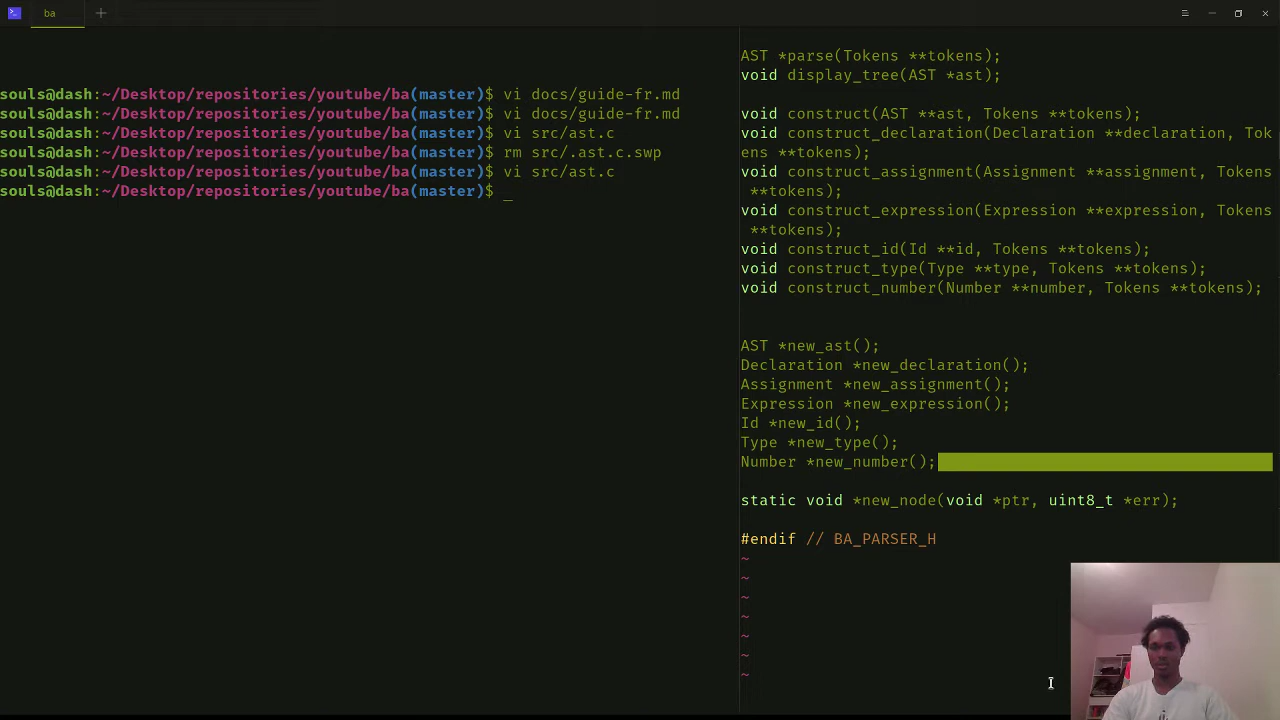 ba
souls@dash:~/Desktop/repositories/youtube/ba(master)$ vi docs/guide-fr.md
souls@dash:~/Desktop/repositories/youtube/ba(master)$ vi docs/guide-fr.md
souls@dash:~/Desktop/repositories/youtube/ba(master)$ vi src/ast.c
souls@dash:~/Desktop/repositories/youtube/ba(master)$ rm src/.ast.c.swp
souls@dash:~/Desktop/repositories/youtube/ba(master)$ vi src/ast.c
souls@dash:~/Desktop/repositories/youtube/ba(master)$ _
AST *parse(Tokens **tokens);
void display_tree(AST *ast);
void construct(AST **ast, Tokens **tokens);
void construct_declaration(Declaration **declaration, Tok
ens **tokens);
void construct_assignment(Assignment **assignment, Tokens
**tokens);
void construct_expression(Expression **expression, Tokens
**tokens);
void construct_id(Id **id, Tokens **tokens);
void construct_type(Type **type, Tokens **tokens);
void construct_number(Number **number, Tokens **tokens);
AST *new_ast();
Declaration *new_declaration();
Assignment *new_assignment();
Expression *new_expression();
Id *new_id();
Type *new_type();
Number *new_number();
static void *new_node(void *ptr, uint8_t *err);
#endif // BA_PARSER_H
~
~
~
~
~
~
~